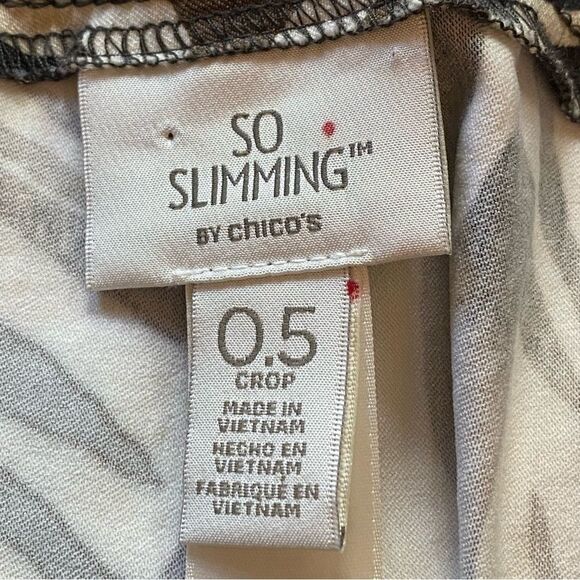 SO
SLIMMING™
BY chico's
0.5
CROP
MADE IN
VIETNAM
HECHO EN
VIETNAM
FABRIQUÉ EN
VIETNAM